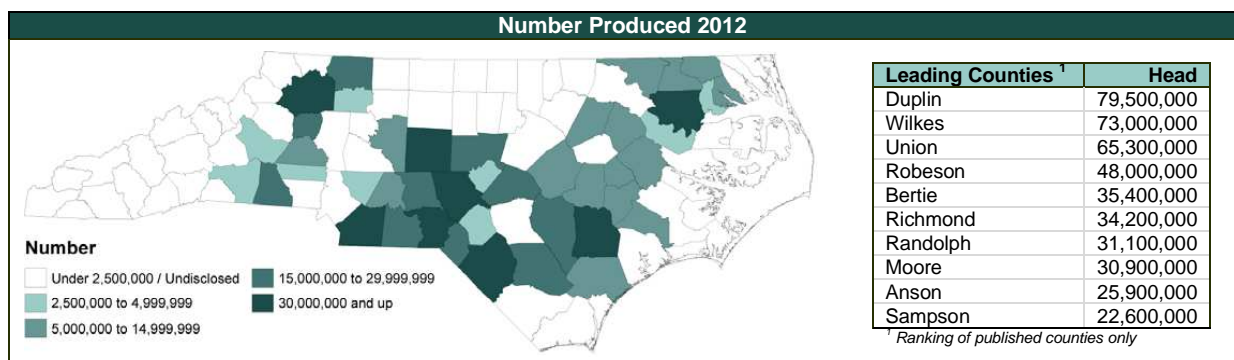 Number Produced 2012
Number
Under 2,500,000 / Undisclosed
2,500,000 to 4,999,999
5,000,000 to 14,999,999
15,000,000 to 29,999,999
30,000,000 and up
Leading Counties ¹ Head
Duplin 79,500,000
Wilkes 73,000,000
Union 65,300,000
Robeson 48,000,000
Bertie 35,400,000
Richmond 34,200,000
Randolph 31,100,000
Moore 30,900,000
Anson 25,900,000
Sampson 22,600,000
¹ Ranking of published counties only